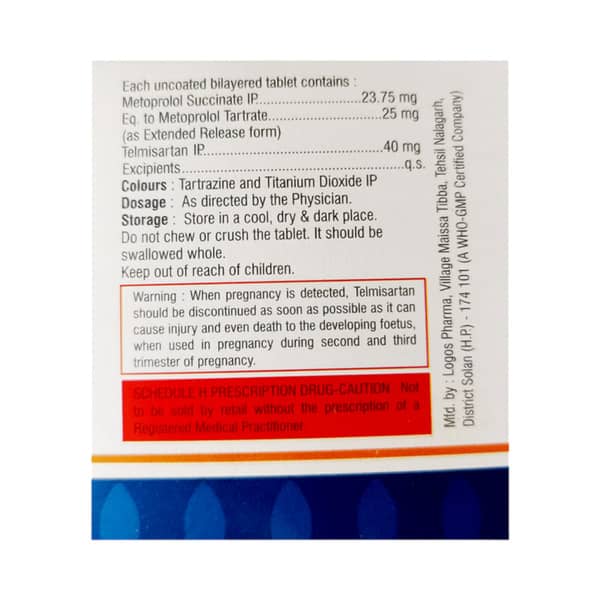 Each uncoated bilayered tablet contains :
Metoprolol Succinate IP..............................23.75 mg
Eq. to Metoprolol Tartrate.............................25 mg
(as Extended Release form)
Telmisartan IP.............................................40 mg
Excipients.......................................................q.s.
Colours : Tartrazine and Titanium Dioxide IP
Dosage : As directed by the Physician.
Storage : Store in a cool, dry & dark place.
Do not chew or crush the tablet. It should be
swallowed whole.
Keep out of reach of children.
Warning : When pregnancy is detected, Telmisartan
should be discontinued as soon as possible as it can
cause injury and even death to the developing foetus,
when used in pregnancy during second and third
trimester of pregnancy.
SCHEDULE H PRESCRIPTION DRUG-CAUTION Not
to be sold by retail without the prescription of a
Registered Medical Practitioner.
Mfd. by : Logos Pharma, Village Maissa Tibba, Tehsil Nalagarh,
District Solan (H.P.) - 174 101 (A WHO-GMP Certified Company)